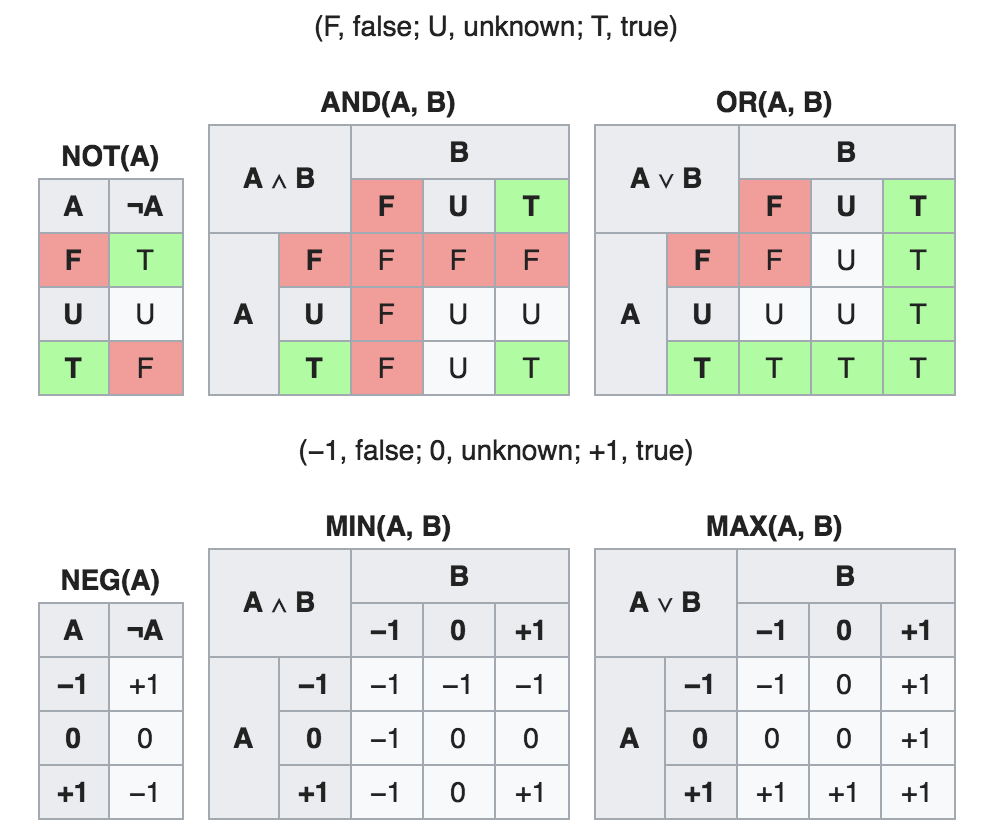 (F, false; U, unknown; T, true)
NOT(A)
A ¬A
F T
U U
T F
AND(A, B)
A ∧ B B
F U T
F F F F
A U F U U
T F U T
OR(A, B)
A ∨ B B
F U T
F F U T
A U U U T
T T T T
(−1, false; 0, unknown; +1, true)
NEG(A)
A ¬A
−1 +1
0 0
+1 −1
MIN(A, B)
A ∧ B B
−1 0 +1
−1 −1 −1 −1
A 0 −1 0 0
+1 −1 0 +1
MAX(A, B)
A ∨ B B
−1 0 +1
−1 −1 0 +1
A 0 0 0 +1
+1 +1 +1 +1